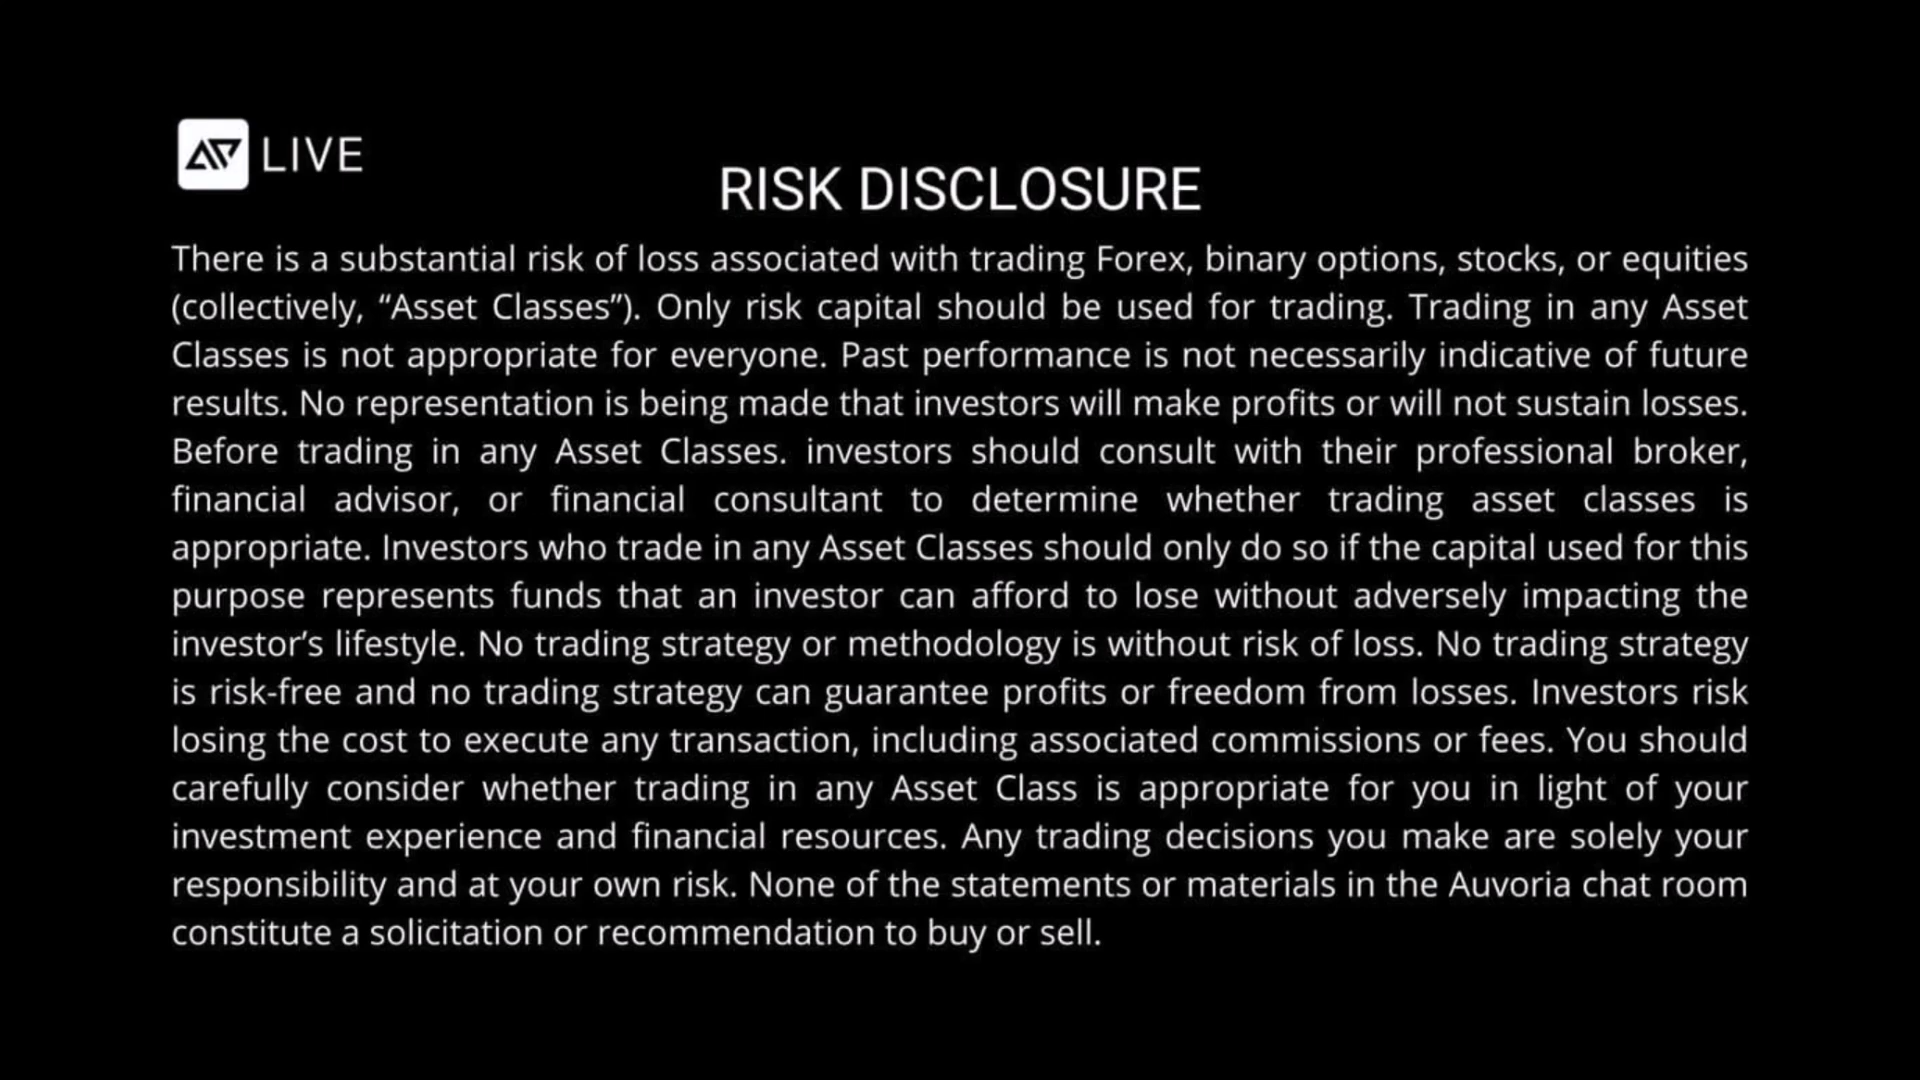 LIVE
RISK DISCLOSURE
There is a substantial risk of loss associated with trading Forex, binary options, stocks, or equities
(collectively, “Asset Classes”). Only risk capital should be used for trading. Trading in any Asset
Classes is not appropriate for everyone. Past performance is not necessarily indicative of future
results. No representation is being made that investors will make profits or will not sustain losses.
Before trading in any Asset Classes. investors should consult with their professional broker,
financial advisor, or financial consultant to determine whether trading asset classes is
appropriate. Investors who trade in any Asset Classes should only do so if the capital used for this
purpose represents funds that an investor can afford to lose without adversely impacting the
investor’s lifestyle. No trading strategy or methodology is without risk of loss. No trading strategy
is risk-free and no trading strategy can guarantee profits or freedom from losses. Investors risk
losing the cost to execute any transaction, including associated commissions or fees. You should
carefully consider whether trading in any Asset Class is appropriate for you in light of your
investment experience and financial resources. Any trading decisions you make are solely your
responsibility and at your own risk. None of the statements or materials in the Auvoria chat room
constitute a solicitation or recommendation to buy or sell.